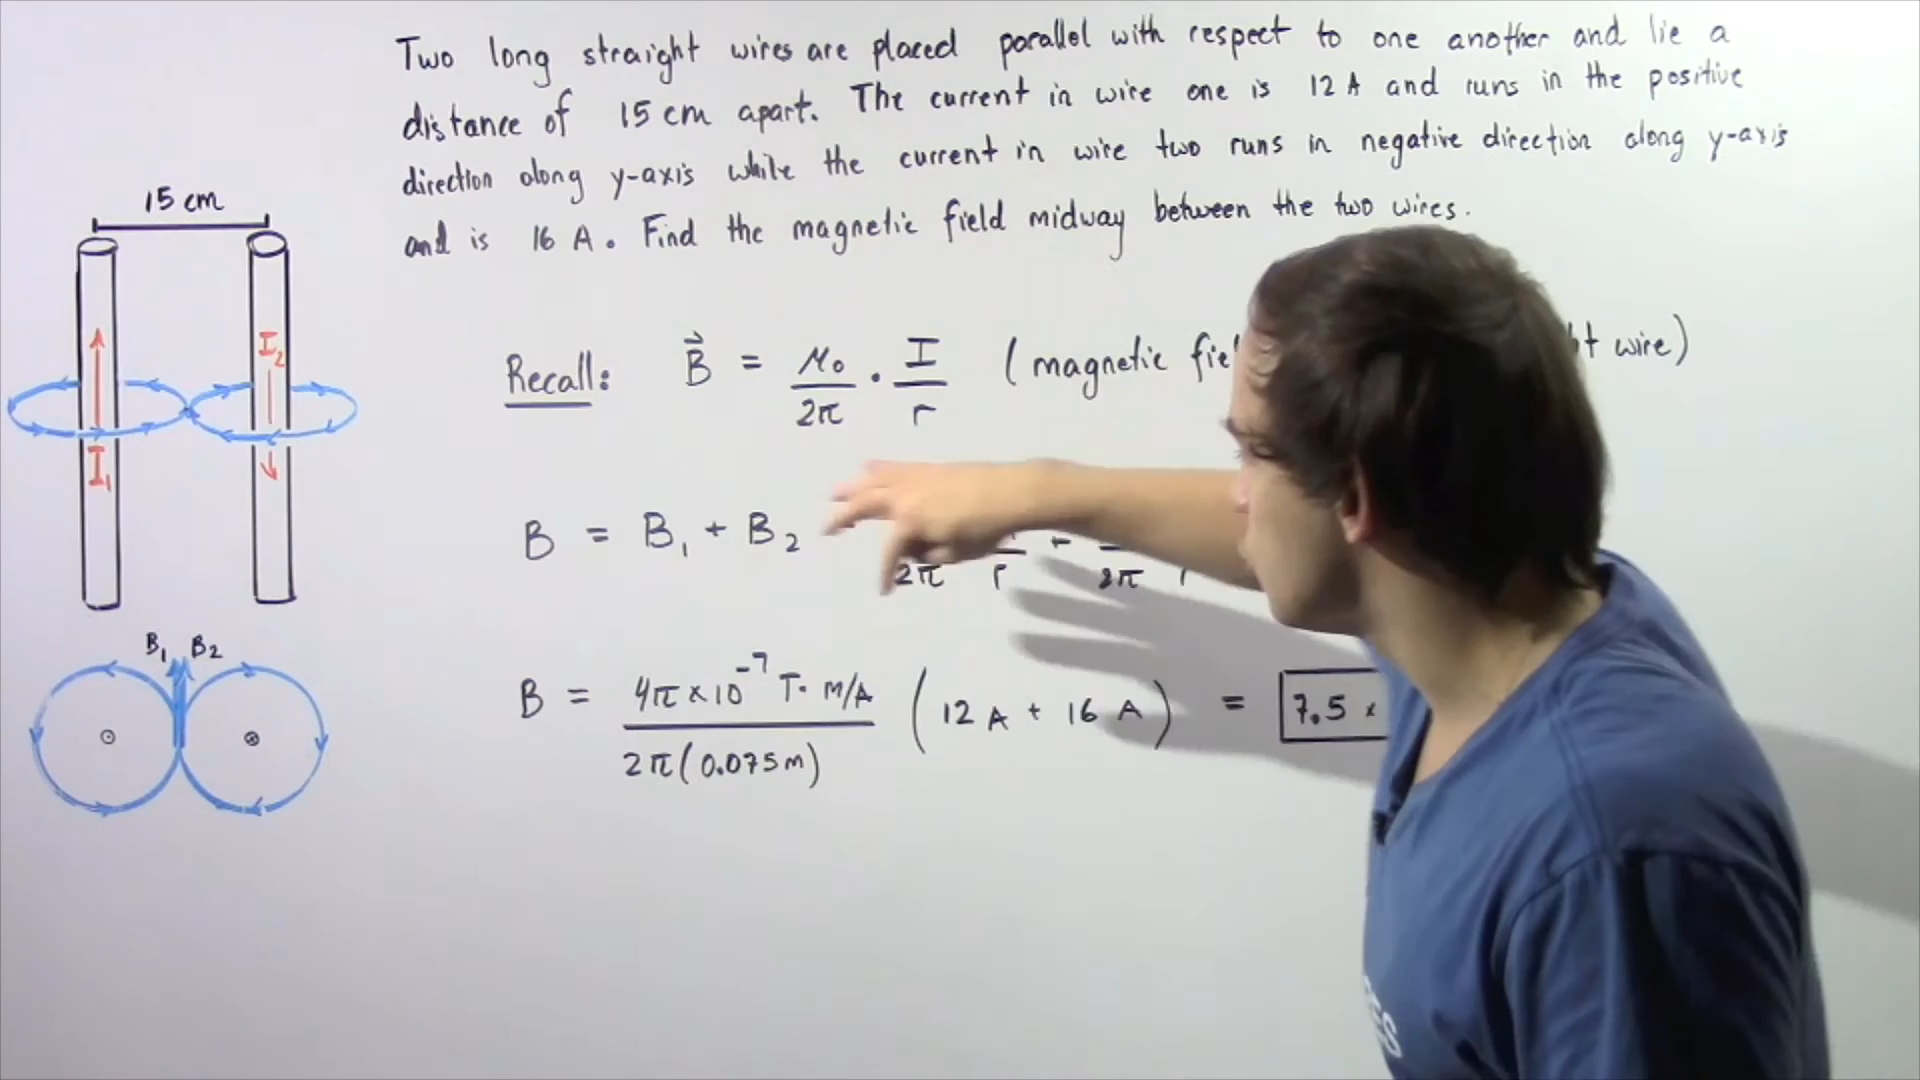 Two long straight wires are placed parallel with respect to one another and lie a
distance of 15 cm apart. The current in wire one is 12 A and runs in the positive
direction along y-axis while the current in wire two runs in negative direction along y-axis
and is 16 A. Find the magnetic field midway between the two wires.
15 cm
I₂
I₁
Recall: B⃗ = μ₀/2π · I/r (magnetic wire)
B = B₁ + B₂ 2π r 2π
B₁ B₂
B = 4π×10⁻⁷ T·m/A / 2π(0.075m) (12 A + 16 A) = 7.5 ×